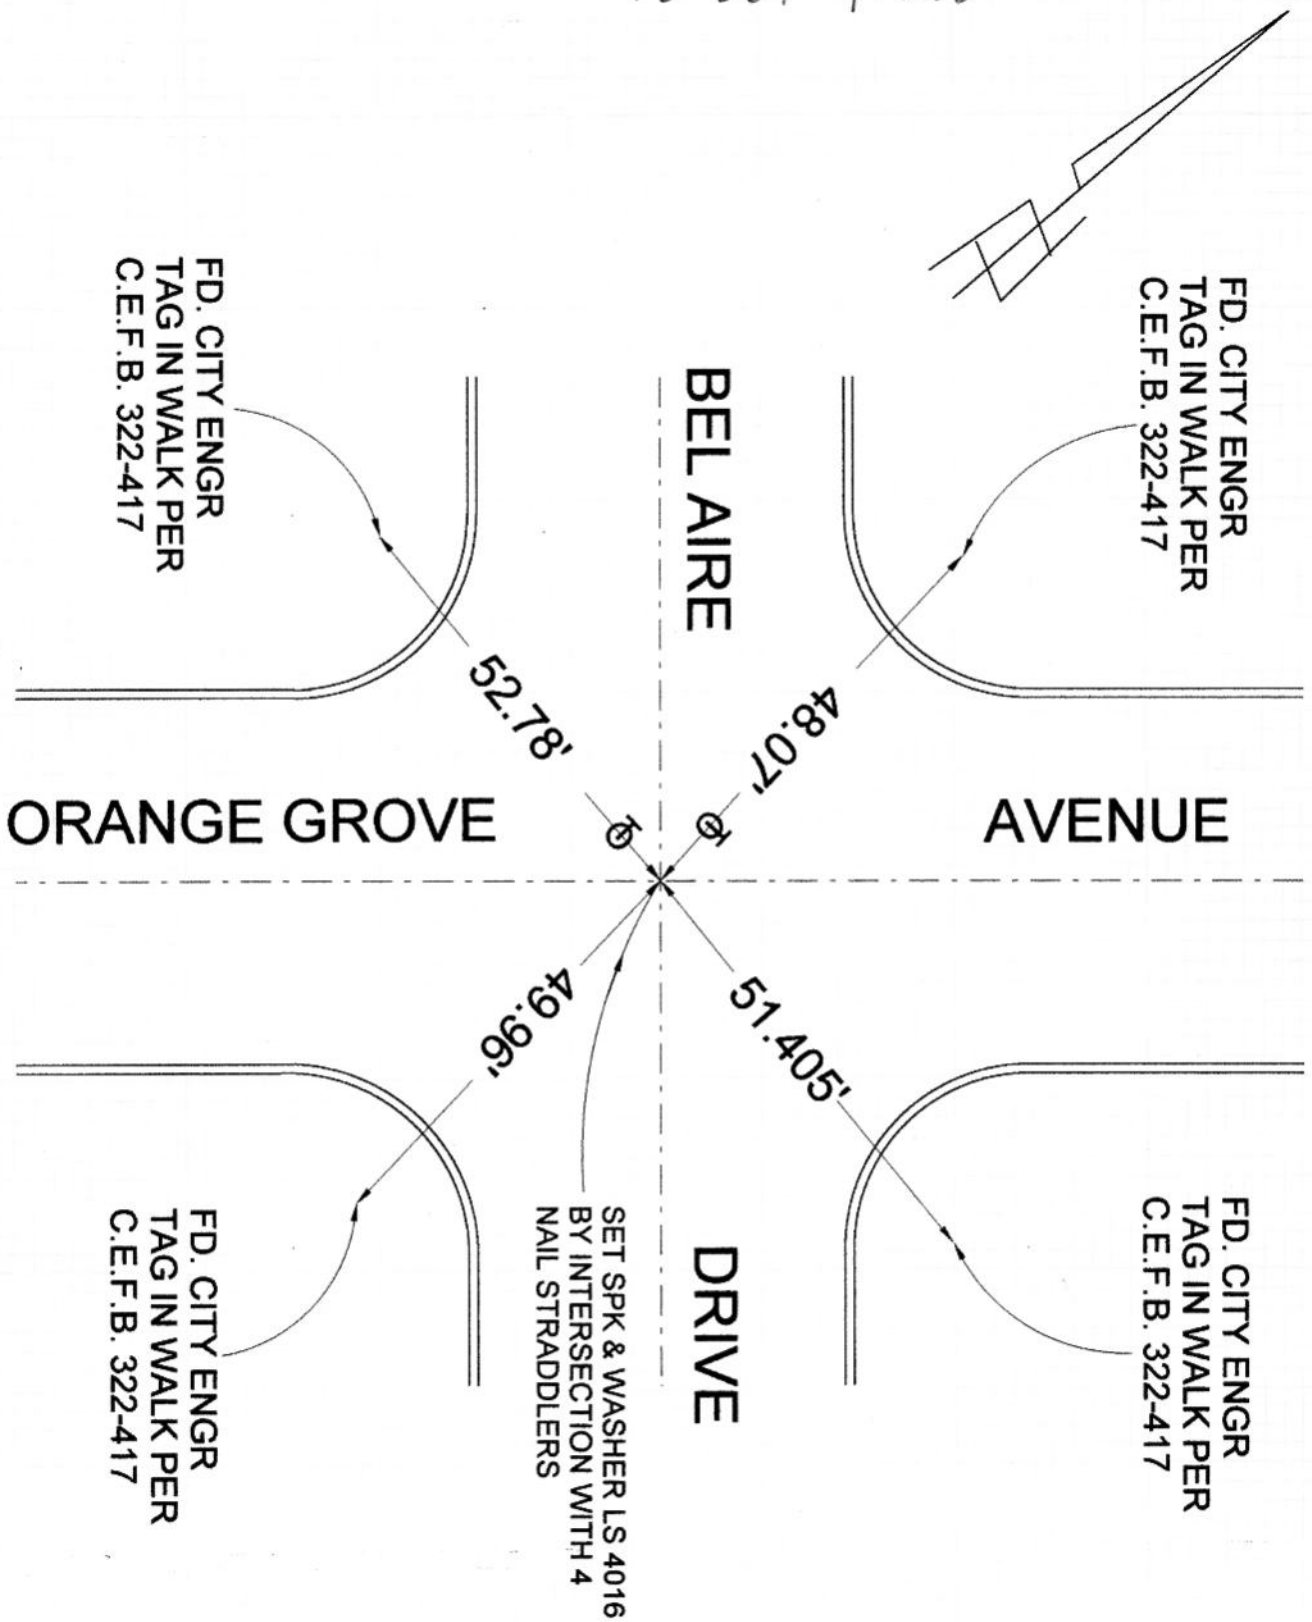 FD. CITY ENGR
TAG IN WALK PER
C.E.F.B. 322-417
FD. CITY ENGR
TAG IN WALK PER
C.E.F.B. 322-417
BEL AIRE
52.78'
48.07'
ORANGE GROVE
AVENUE
49.96'
51.405'
SET SPK & WASHER LS 4016
BY INTERSECTION WITH 4
NAIL STRADDLERS
DRIVE
FD. CITY ENGR
TAG IN WALK PER
C.E.F.B. 322-417
FD. CITY ENGR
TAG IN WALK PER
C.E.F.B. 322-417